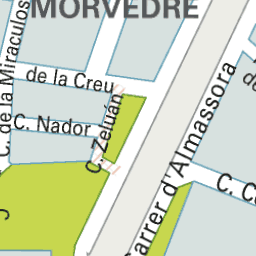 MORVEDRE
de la Creu
C. de la Miraculos
C. Nador
C. Zeluán
Carrer d'Almassora
C. C